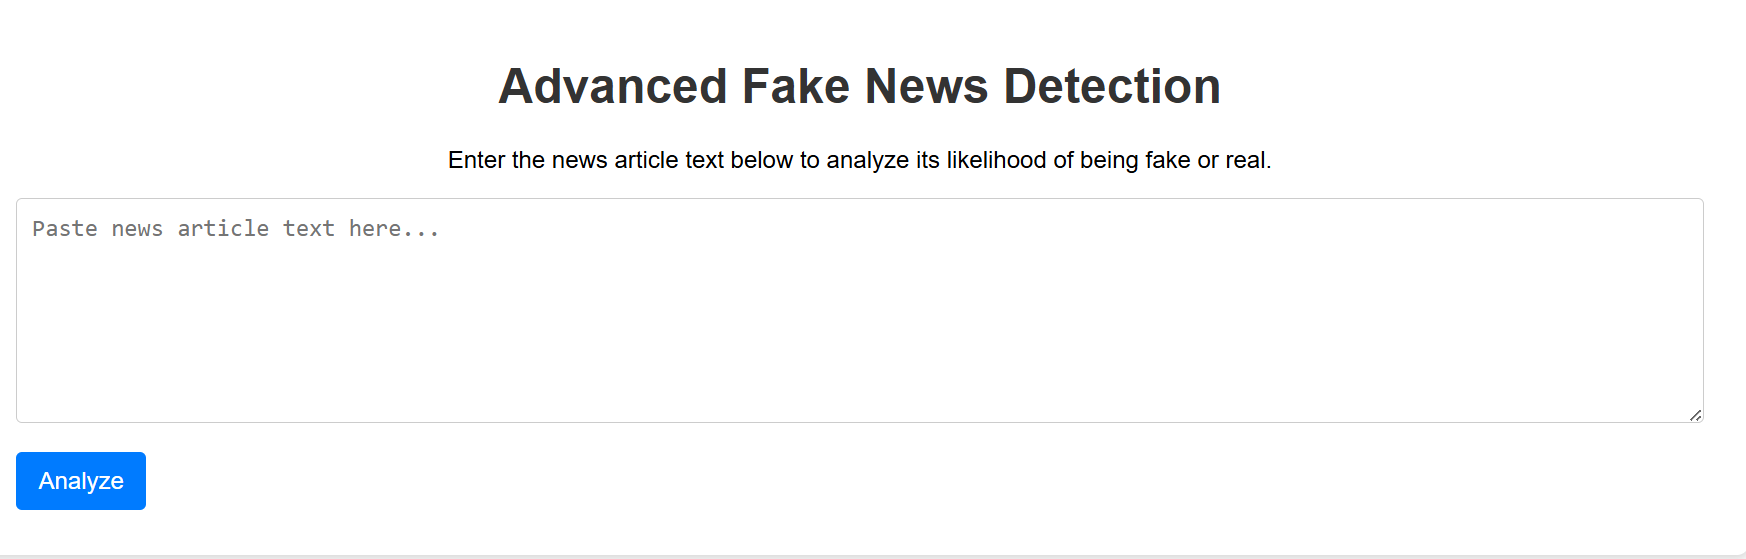 Advanced Fake News Detection
Enter the news article text below to analyze its likelihood of being fake or real.
Paste news article text here...
Analyze